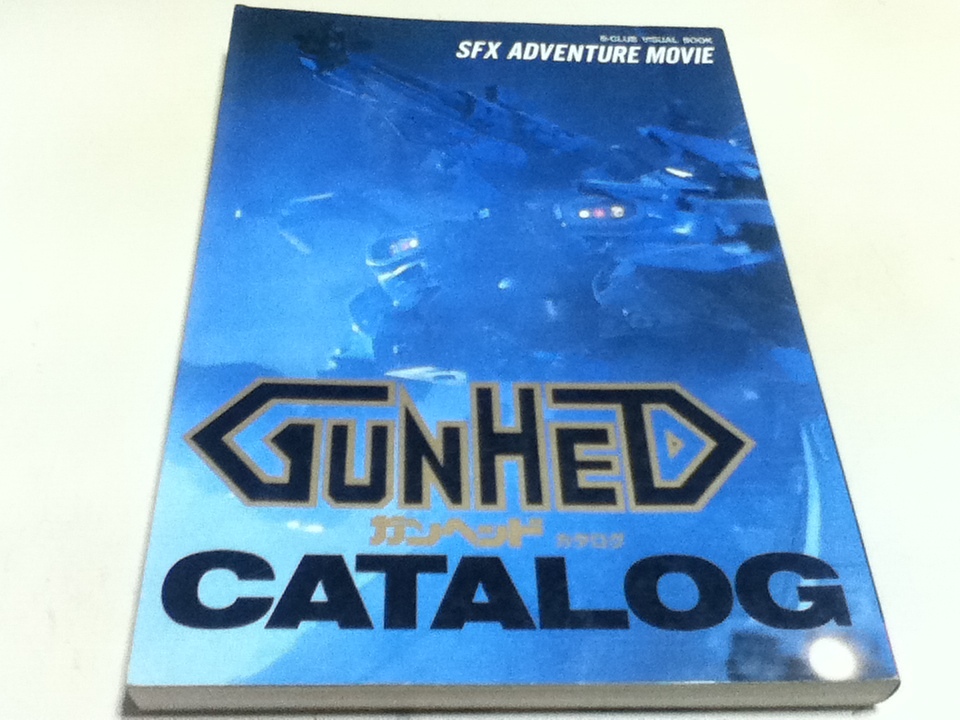 B-CLUB VISUAL BOOK
SFX ADVENTURE MOVIE
GUNHED
ガンヘッド カタログ
CATALOG